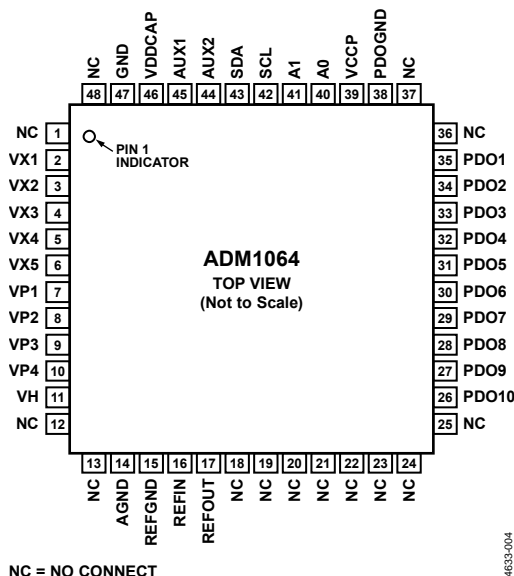 NC GND VDDCAP AUX1 AUX2 SDA SCL A1 A0 VCCP PDOGND NC
48 47 46 45 44 43 42 41 40 39 38 37
NC 1
VX1 2
VX2 3
VX3 4
VX4 5
VX5 6
VP1 7
VP2 8
VP3 9
VP4 10
VH 11
NC 12
PIN 1
INDICATOR
ADM1064
TOP VIEW
(Not to Scale)
36 NC
35 PDO1
34 PDO2
33 PDO3
32 PDO4
31 PDO5
30 PDO6
29 PDO7
28 PDO8
27 PDO9
26 PDO10
25 NC
13 14 15 16 17 18 19 20 21 22 23 24
NC AGND REFGND REFIN REFOUT NC NC NC NC NC NC NC
NC = NO CONNECT
4633-004